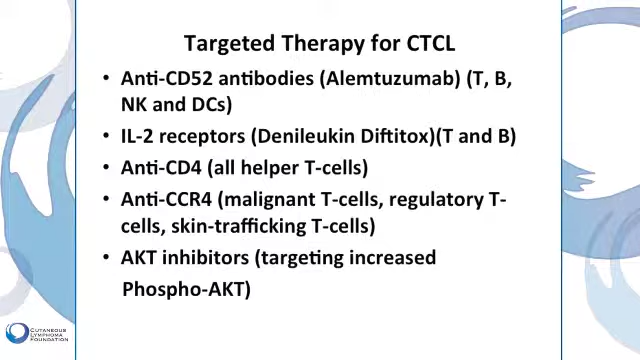 Targeted Therapy for CTCL
• Anti-CD52 antibodies (Alemtuzumab) (T, B,
NK and DCs)
• IL-2 receptors (Denileukin Diftitox)(T and B)
• Anti-CD4 (all helper T-cells)
• Anti-CCR4 (malignant T-cells, regulatory T-
cells, skin-trafficking T-cells)
• AKT inhibitors (targeting increased
Phospho-AKT)
CUTANEOUS
LYMPHOMA
FOUNDATION